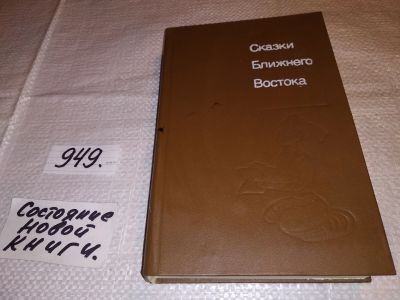 Сказки
Ближнего
Востока
949.
Состояние
новой
книги.